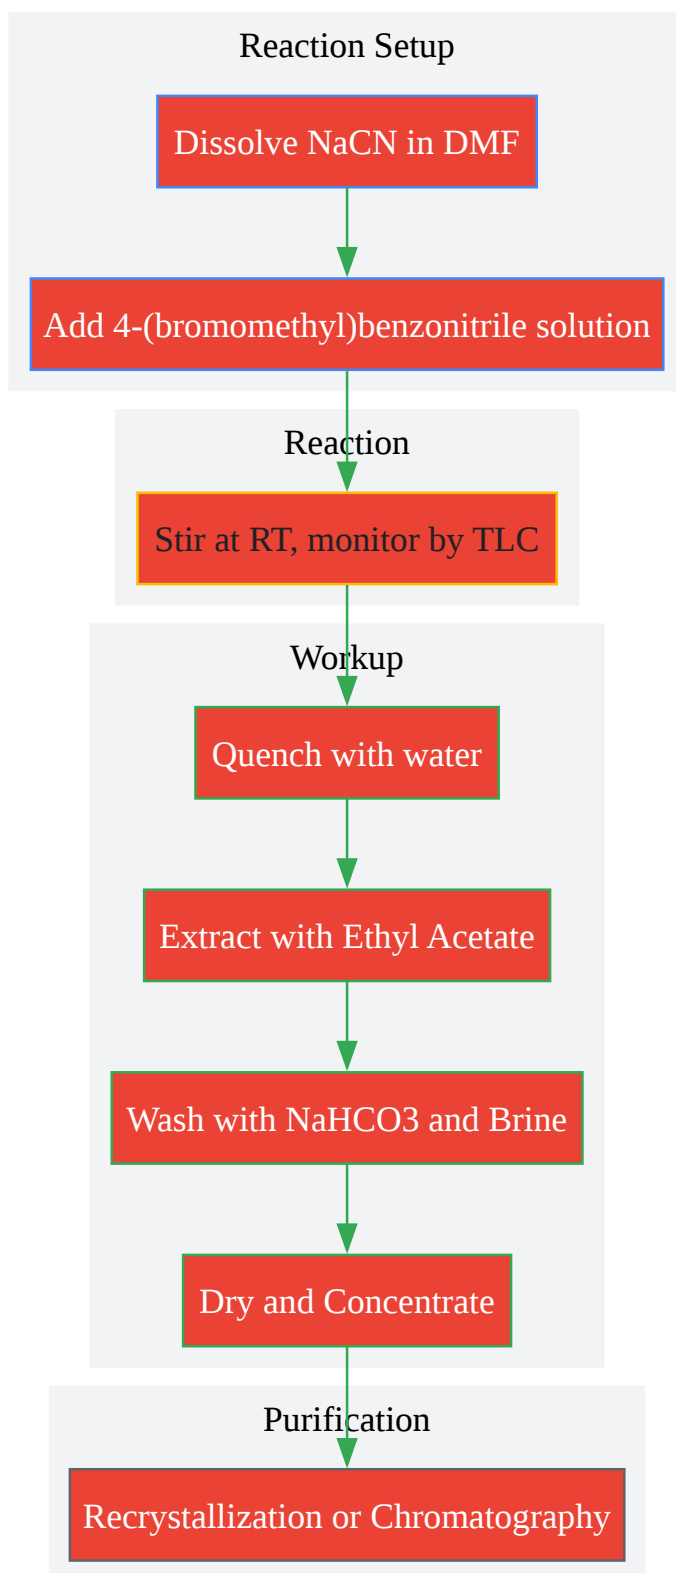 Reaction Setup
Dissolve NaCN in DMF
Add 4-(bromomethyl)benzonitrile solution
Reaction
Stir at RT, monitor by TLC
Workup
Quench with water
Extract with Ethyl Acetate
Wash with NaHCO3 and Brine
Dry and Concentrate
Purification
Recrystallization or Chromatography